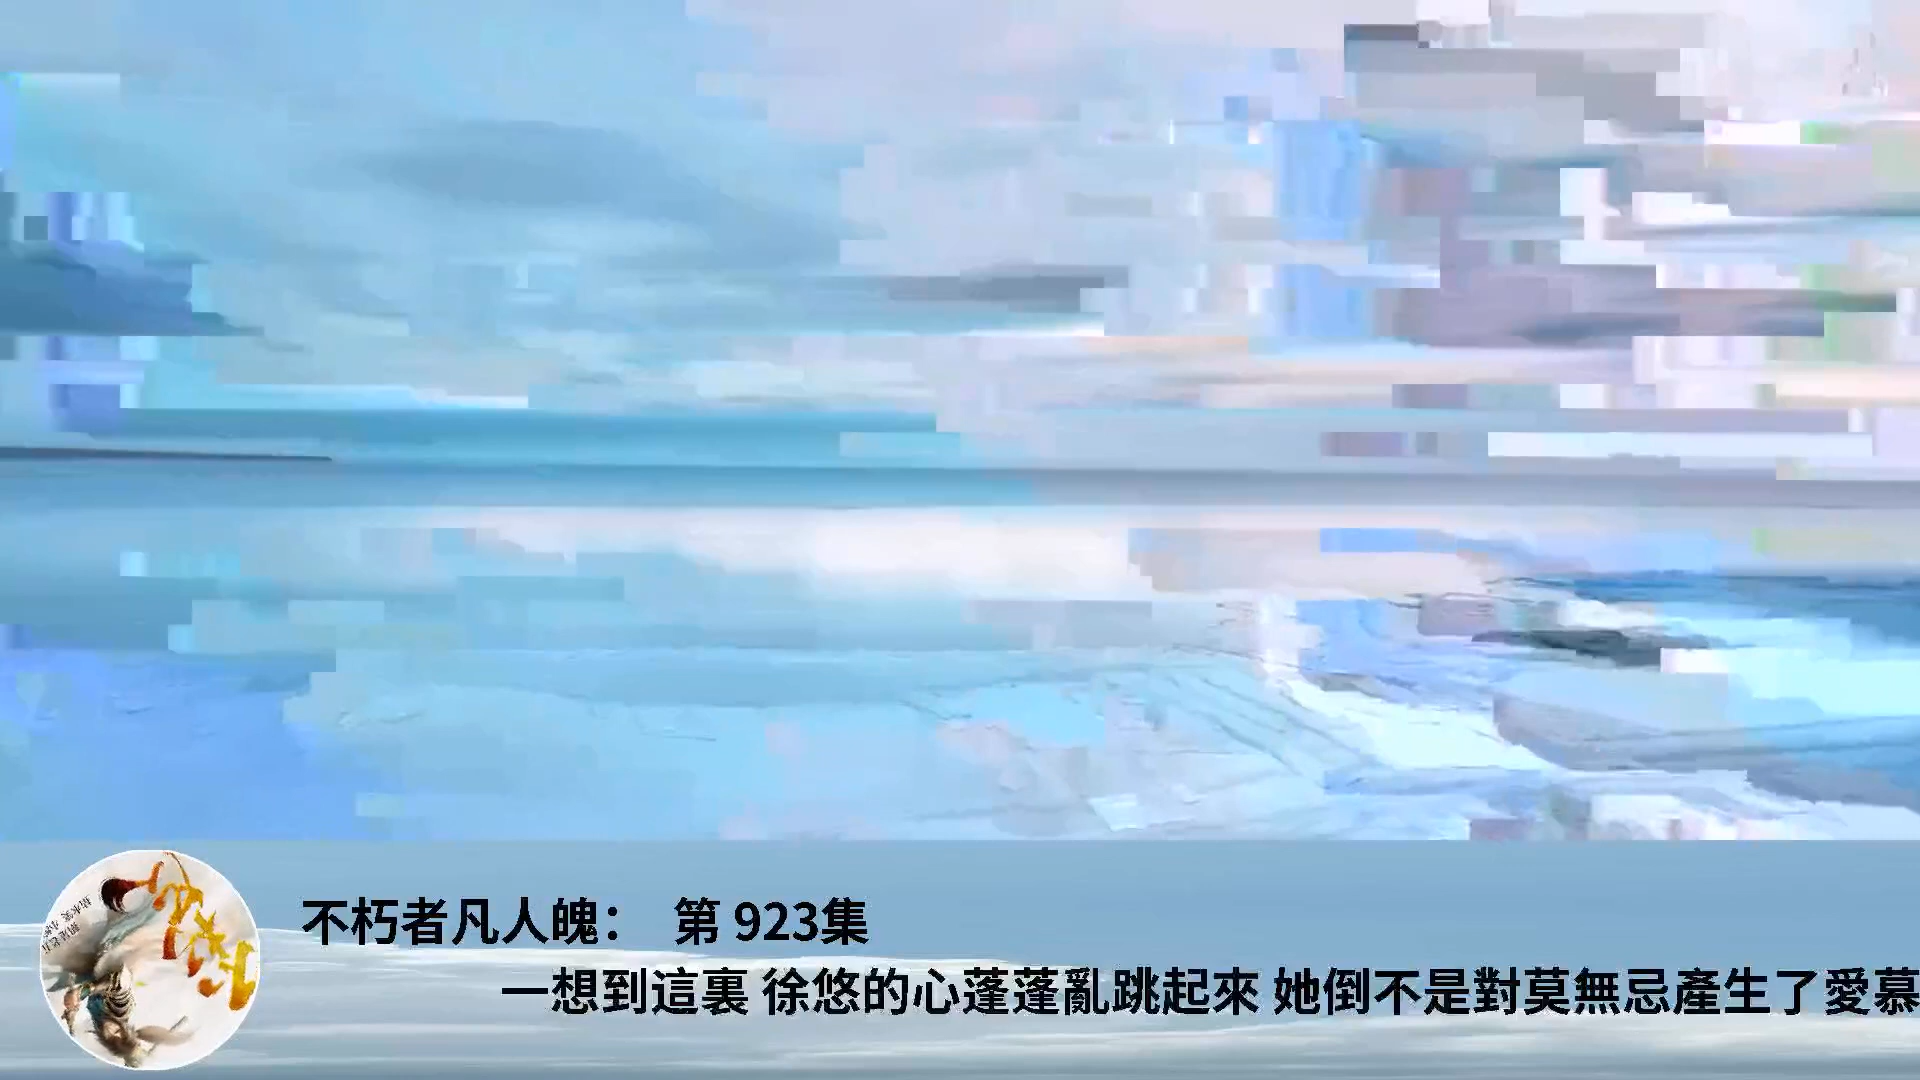 不朽者凡人魄： 第 923集
一想到這裏 徐悠的心蓬蓬亂跳起來 她倒不是對莫無忌產生了愛慕